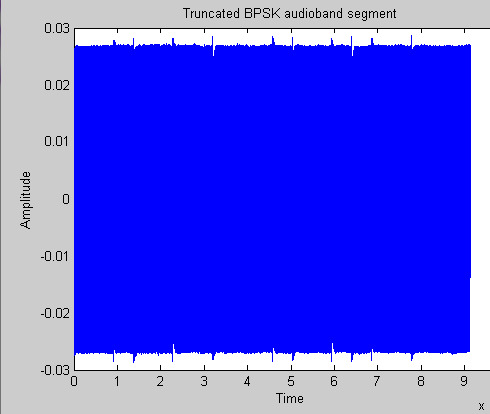 Truncated BPSK audioband segment
0.03
0.02
0.01
0
-0.01
-0.02
-0.03
Amplitude
0 1 2 3 4 5 6 7 8 9
Time
x